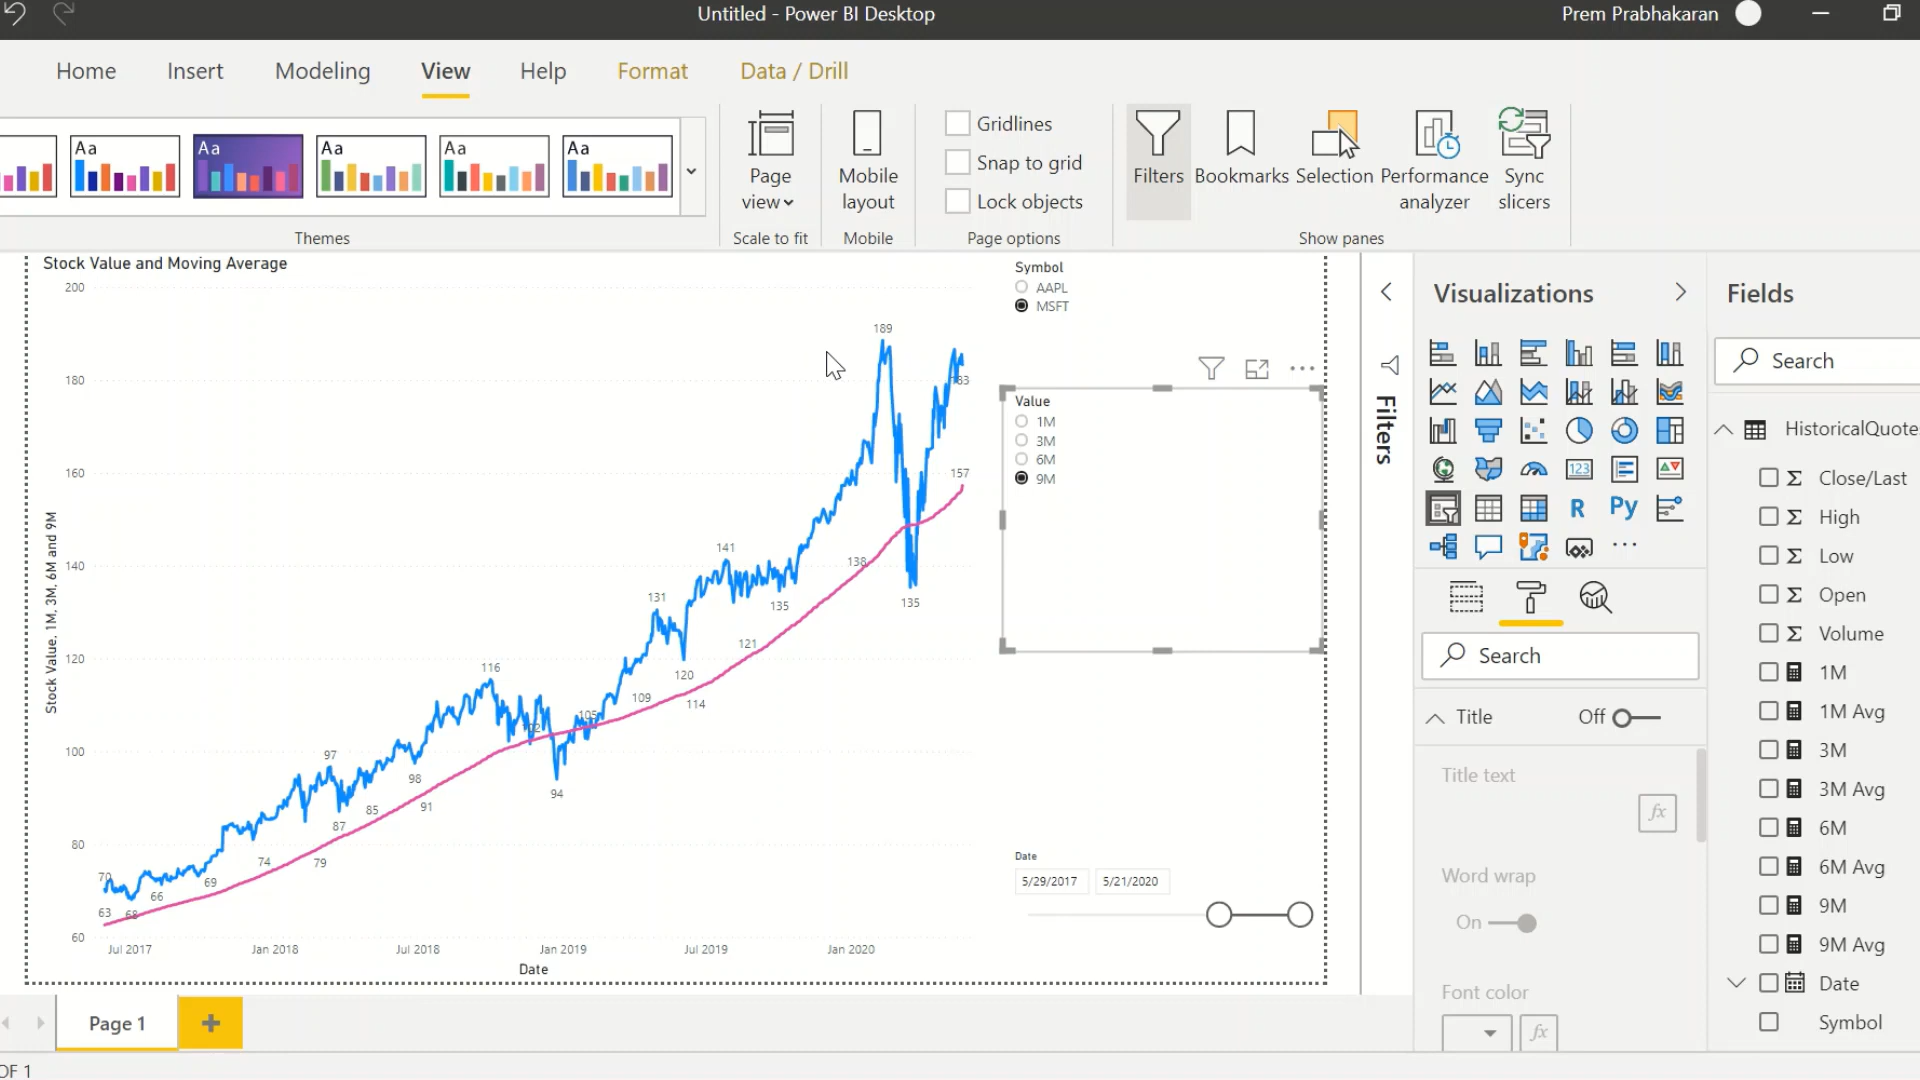 Untitled - Power BI Desktop
Prem Prabhakaran
Home
Insert
Modeling
View
Help
Format
Data / Drill
Aa
Aa
Aa
Aa
Aa
Page
view
Mobile
layout
Gridlines
Snap to grid
Lock objects
Filters
Bookmarks
Selection
Performance
analyzer
Sync
slicers
Themes
Scale to fit
Mobile
Page options
Show panes
Stock Value and Moving Average
Stock Value, 1M, 3M, 6M and 9M
200
180
160
140
120
100
80
60
189
183
157
141
138
135
135
131
121
120
116
114
109
105
102
98
97
94
91
87
85
79
74
70
69
66
63
68
Jul 2017
Jan 2018
Jul 2018
Jan 2019
Jul 2019
Jan 2020
Date
Symbol
AAPL
MSFT
Value
1M
3M
6M
9M
Date
5/29/2017
5/21/2020
Filters
Visualizations
123
R
Py
Search
Title
Off
Title text
fx
Word wrap
On
Font color
fx
Fields
Search
HistoricalQuote
Close/Last
High
Low
Open
Volume
1M
1M Avg
3M
3M Avg
6M
6M Avg
9M
9M Avg
Date
Symbol
Page 1
OF 1